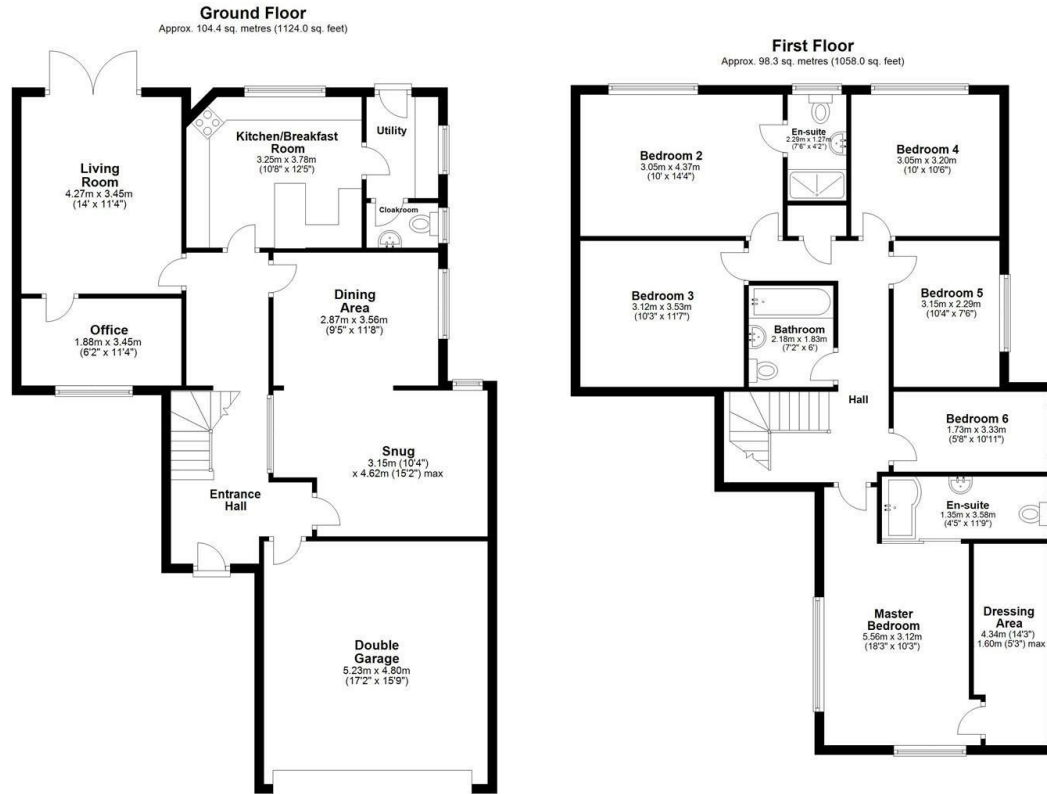 Ground Floor
Approx. 104.4 sq. metres (1124.0 sq. feet)
Living
Room
4.27m x 3.45m
(14' x 11'4")
Kitchen/Breakfast
Room
3.25m x 3.78m
(10'8" x 12'5")
Utility
Cloakroom
Office
1.88m x 3.45m
(6'2" x 11'4")
Dining
Area
2.87m x 3.56m
(9'5" x 11'8")
Snug
3.15m (10'4")
x 4.62m (15'2") max
Entrance
Hall
Double
Garage
5.23m x 4.80m
(17'2" x 15'9")
First Floor
Approx. 98.3 sq. metres (1058.0 sq. feet)
Bedroom 2
3.05m x 4.37m
(10' x 14'4")
En-suite
2.29m x 1.27m
(7'6" x 4'2")
Bedroom 4
3.05m x 3.20m
(10' x 10'6")
Bedroom 3
3.12m x 3.53m
(10'3" x 11'7")
Bathroom
2.18m x 1.83m
(7'2" x 6')
Bedroom 5
3.15m x 2.29m
(10'4" x 7'6")
Hall
Bedroom 6
1.73m x 3.33m
(5'8" x 10'11")
En-suite
1.35m x 3.58m
(4'5" x 11'9")
Master
Bedroom
5.56m x 3.12m
(18'3" x 10'3")
Dressing
Area
4.34m (14'3")
1.60m (5'3") max